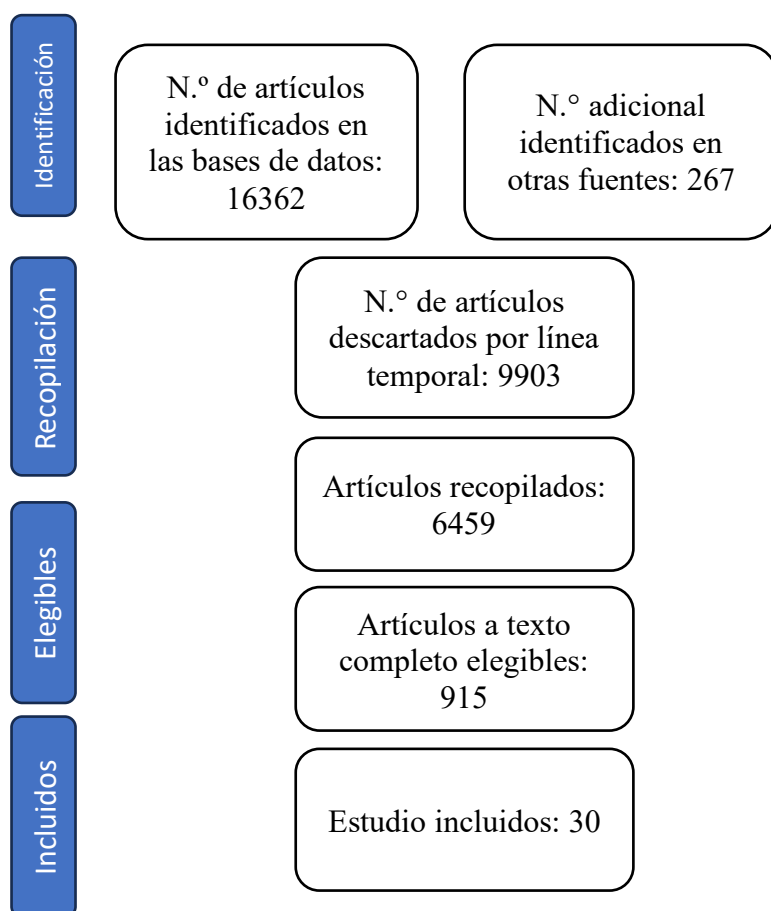 Identificación
N.º de artículos
identificados en
las bases de datos:
16362
N.° adicional
identificados en
otras fuentes: 267
Recopilación
N.° de artículos
descartados por línea
temporal: 9903
Artículos recopilados:
6459
Elegibles
Artículos a texto
completo elegibles:
915
Incluidos
Estudio incluidos: 30